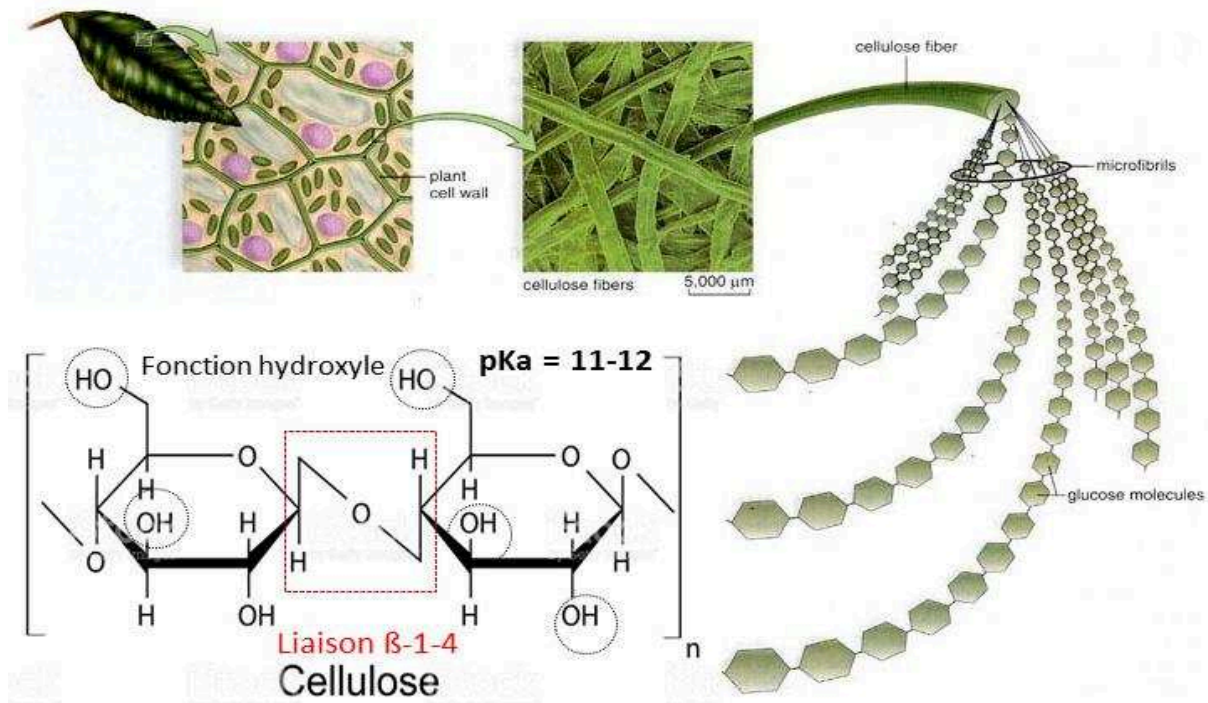 cellulose fiber
plant
cell wall
microfibrils
cellulose fibers
5,000 µm
glucose molecules
Fonction hydroxyle
pKa = 11-12
HO
HO
H
O
H
O
O
H
OH
H
O
H
OH
H
H
H
H
O
H
OH
H
OH
n
Liaison ß-1-4
Cellulose